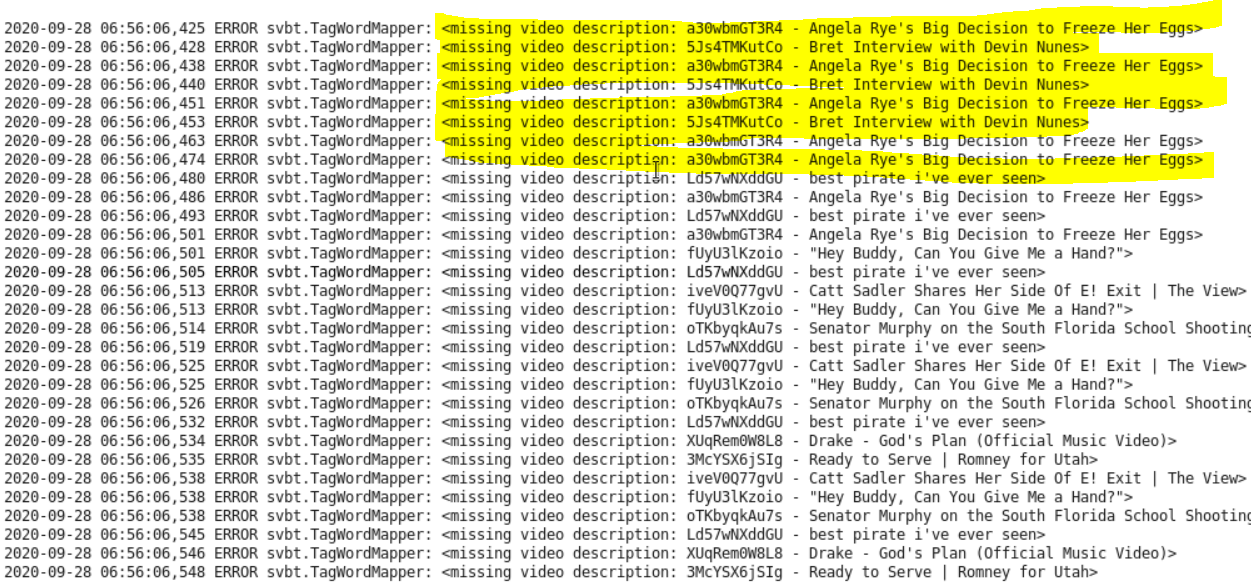 2020-09-28 06:56:06,425 ERROR svbt.TagWordMapper: <missing video description: a30wbmGT3R4 - Angela Rye's Big Decision to Freeze Her Eggs>
2020-09-28 06:56:06,428 ERROR svbt.TagWordMapper: <missing video description: 5Js4TMKutCo - Bret Interview with Devin Nunes>
2020-09-28 06:56:06,438 ERROR svbt.TagWordMapper: <missing video description: a30wbmGT3R4 - Angela Rye's Big Decision to Freeze Her Eggs>
2020-09-28 06:56:06,440 ERROR svbt.TagWordMapper: <missing video description: 5Js4TMKutCo - Bret Interview with Devin Nunes>
2020-09-28 06:56:06,451 ERROR svbt.TagWordMapper: <missing video description: a30wbmGT3R4 - Angela Rye's Big Decision to Freeze Her Eggs>
2020-09-28 06:56:06,453 ERROR svbt.TagWordMapper: <missing video description: 5Js4TMKutCo - Bret Interview with Devin Nunes>
2020-09-28 06:56:06,463 ERROR svbt.TagWordMapper: <missing video description: a30wbmGT3R4 - Angela Rye's Big Decision to Freeze Her Eggs>
2020-09-28 06:56:06,474 ERROR svbt.TagWordMapper: <missing video description: a30wbmGT3R4 - Angela Rye's Big Decision to Freeze Her Eggs>
2020-09-28 06:56:06,480 ERROR svbt.TagWordMapper: <missing video description: Ld57wNXddGU - best pirate i've ever seen>
2020-09-28 06:56:06,486 ERROR svbt.TagWordMapper: <missing video description: a30wbmGT3R4 - Angela Rye's Big Decision to Freeze Her Eggs>
2020-09-28 06:56:06,493 ERROR svbt.TagWordMapper: <missing video description: Ld57wNXddGU - best pirate i've ever seen>
2020-09-28 06:56:06,501 ERROR svbt.TagWordMapper: <missing video description: a30wbmGT3R4 - Angela Rye's Big Decision to Freeze Her Eggs>
2020-09-28 06:56:06,501 ERROR svbt.TagWordMapper: <missing video description: fUyU3lKzoio - "Hey Buddy, Can You Give Me a Hand?">
2020-09-28 06:56:06,505 ERROR svbt.TagWordMapper: <missing video description: Ld57wNXddGU - best pirate i've ever seen>
2020-09-28 06:56:06,513 ERROR svbt.TagWordMapper: <missing video description: iveV0Q77gvU - Catt Sadler Shares Her Side Of E! Exit | The View>
2020-09-28 06:56:06,513 ERROR svbt.TagWordMapper: <missing video description: fUyU3lKzoio - "Hey Buddy, Can You Give Me a Hand?">
2020-09-28 06:56:06,514 ERROR svbt.TagWordMapper: <missing video description: oTKbyqkAu7s - Senator Murphy on the South Florida School Shooting
2020-09-28 06:56:06,519 ERROR svbt.TagWordMapper: <missing video description: Ld57wNXddGU - best pirate i've ever seen>
2020-09-28 06:56:06,525 ERROR svbt.TagWordMapper: <missing video description: iveV0Q77gvU - Catt Sadler Shares Her Side Of E! Exit | The View>
2020-09-28 06:56:06,525 ERROR svbt.TagWordMapper: <missing video description: fUyU3lKzoio - "Hey Buddy, Can You Give Me a Hand?">
2020-09-28 06:56:06,526 ERROR svbt.TagWordMapper: <missing video description: oTKbyqkAu7s - Senator Murphy on the South Florida School Shooting
2020-09-28 06:56:06,532 ERROR svbt.TagWordMapper: <missing video description: Ld57wNXddGU - best pirate i've ever seen>
2020-09-28 06:56:06,534 ERROR svbt.TagWordMapper: <missing video description: XUqRem0W8L8 - Drake - God's Plan (Official Music Video)>
2020-09-28 06:56:06,535 ERROR svbt.TagWordMapper: <missing video description: 3McYSX6jSIg - Ready to Serve | Romney for Utah>
2020-09-28 06:56:06,538 ERROR svbt.TagWordMapper: <missing video description: iveV0Q77gvU - Catt Sadler Shares Her Side Of E! Exit | The View>
2020-09-28 06:56:06,538 ERROR svbt.TagWordMapper: <missing video description: fUyU3lKzoio - "Hey Buddy, Can You Give Me a Hand?">
2020-09-28 06:56:06,538 ERROR svbt.TagWordMapper: <missing video description: oTKbyqkAu7s - Senator Murphy on the South Florida School Shooting
2020-09-28 06:56:06,545 ERROR svbt.TagWordMapper: <missing video description: Ld57wNXddGU - best pirate i've ever seen>
2020-09-28 06:56:06,546 ERROR svbt.TagWordMapper: <missing video description: XUqRem0W8L8 - Drake - God's Plan (Official Music Video)>
2020-09-28 06:56:06,548 ERROR svbt.TagWordMapper: <missing video description: 3McYSX6jSIg - Ready to Serve | Romney for Utah>